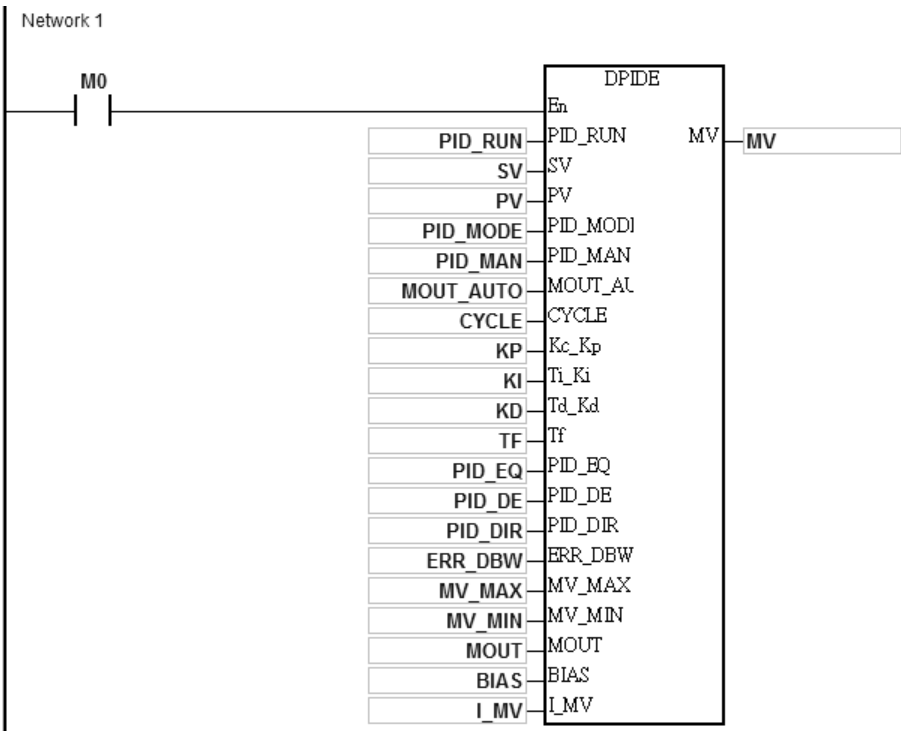 Network 1
M0
DPIDE
En
PID_RUN PID_RUN MV MV
SV SV
PV PV
PID_MODE PID_MODI
PID_MAN PID_MAN
MOUT_AUTO MOUT_AU
CYCLE CYCLE
KP Kc_Kp
KI Ti_Ki
KD Td_Kd
TF Tf
PID_EQ PID_EQ
PID_DE PID_DE
PID_DIR PID_DIR
ERR_DBW ERR_DBW
MV_MAX MV_MAX
MV_MIN MV_MIN
MOUT MOUT
BIAS BIAS
I_MV I_MV